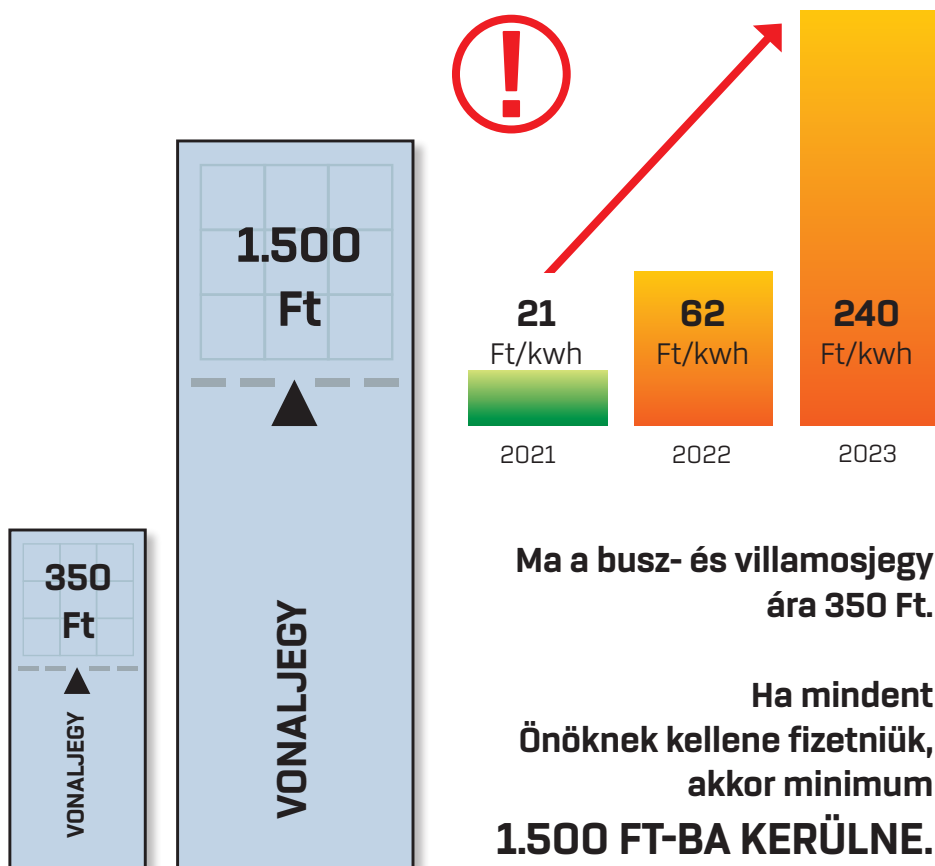 !
1.500
Ft
VONALJEGY
350
Ft
VONALJEGY
21
Ft/kwh
2021
62
Ft/kwh
2022
240
Ft/kwh
2023
Ma a busz- és villamosjegy
ára 350 Ft.
Ha mindent
Önöknek kellene fizetniük,
akkor minimum
1.500 FT-BA KERÜLNE.